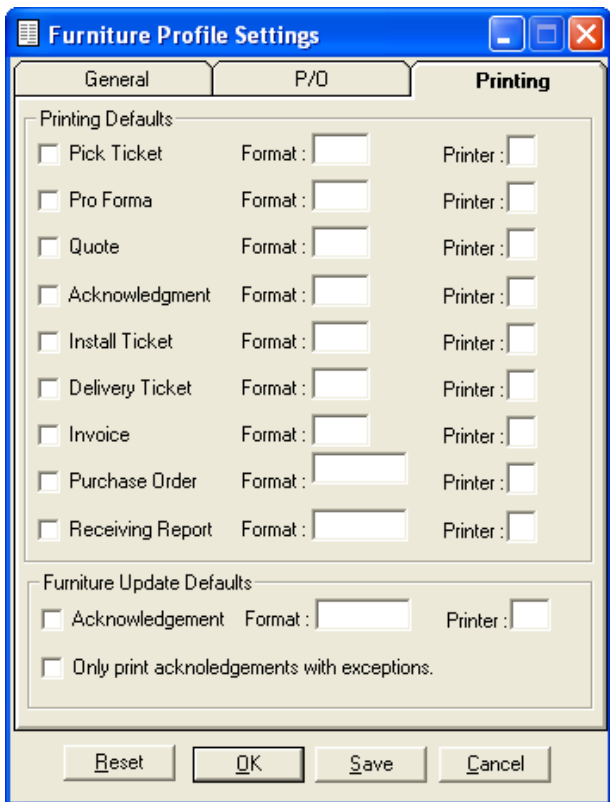 Furniture Profile Settings
General P/O Printing
Printing Defaults
Pick Ticket Format : Printer :
Pro Forma Format : Printer :
Quote Format : Printer :
Acknowledgment Format : Printer :
Install Ticket Format : Printer :
Delivery Ticket Format : Printer :
Invoice Format : Printer :
Purchase Order Format : Printer :
Receiving Report Format : Printer :
Furniture Update Defaults
Acknowledgement Format : Printer :
Only print acknoledgements with exceptions.
Reset OK Save Cancel